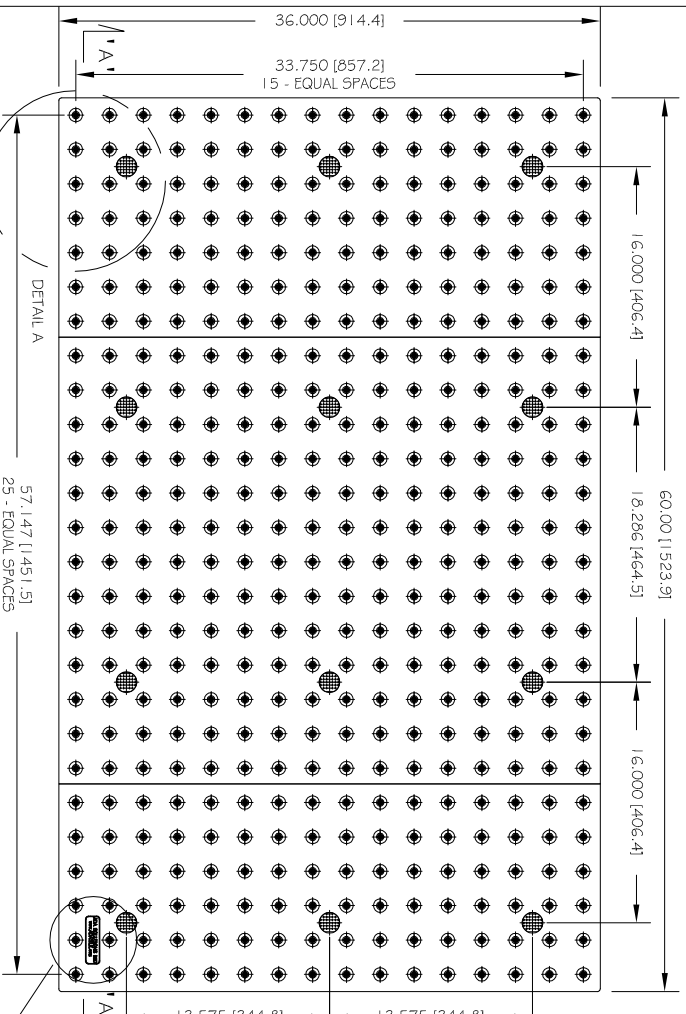 36.000 [914.4]
33.750 [857.2]
15 - EQUAL SPACES
'A'
DETAIL A
16.000 [406.4]
18.286 [464.5]
60.00 [1523.9]
16.000 [406.4]
57.147 [1451.5]
25 - EQUAL SPACES
'A